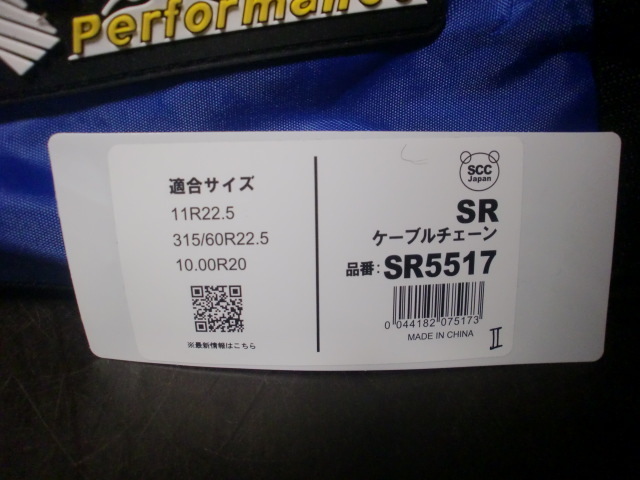 Performance
適合サイズ
11R22.5
315/60R22.5
10.00R20
※最新情報はこちら
SCC
Japan
SR
ケーブルチェーン
品番:SR5517
0 044182 075173
MADE IN CHINA
II